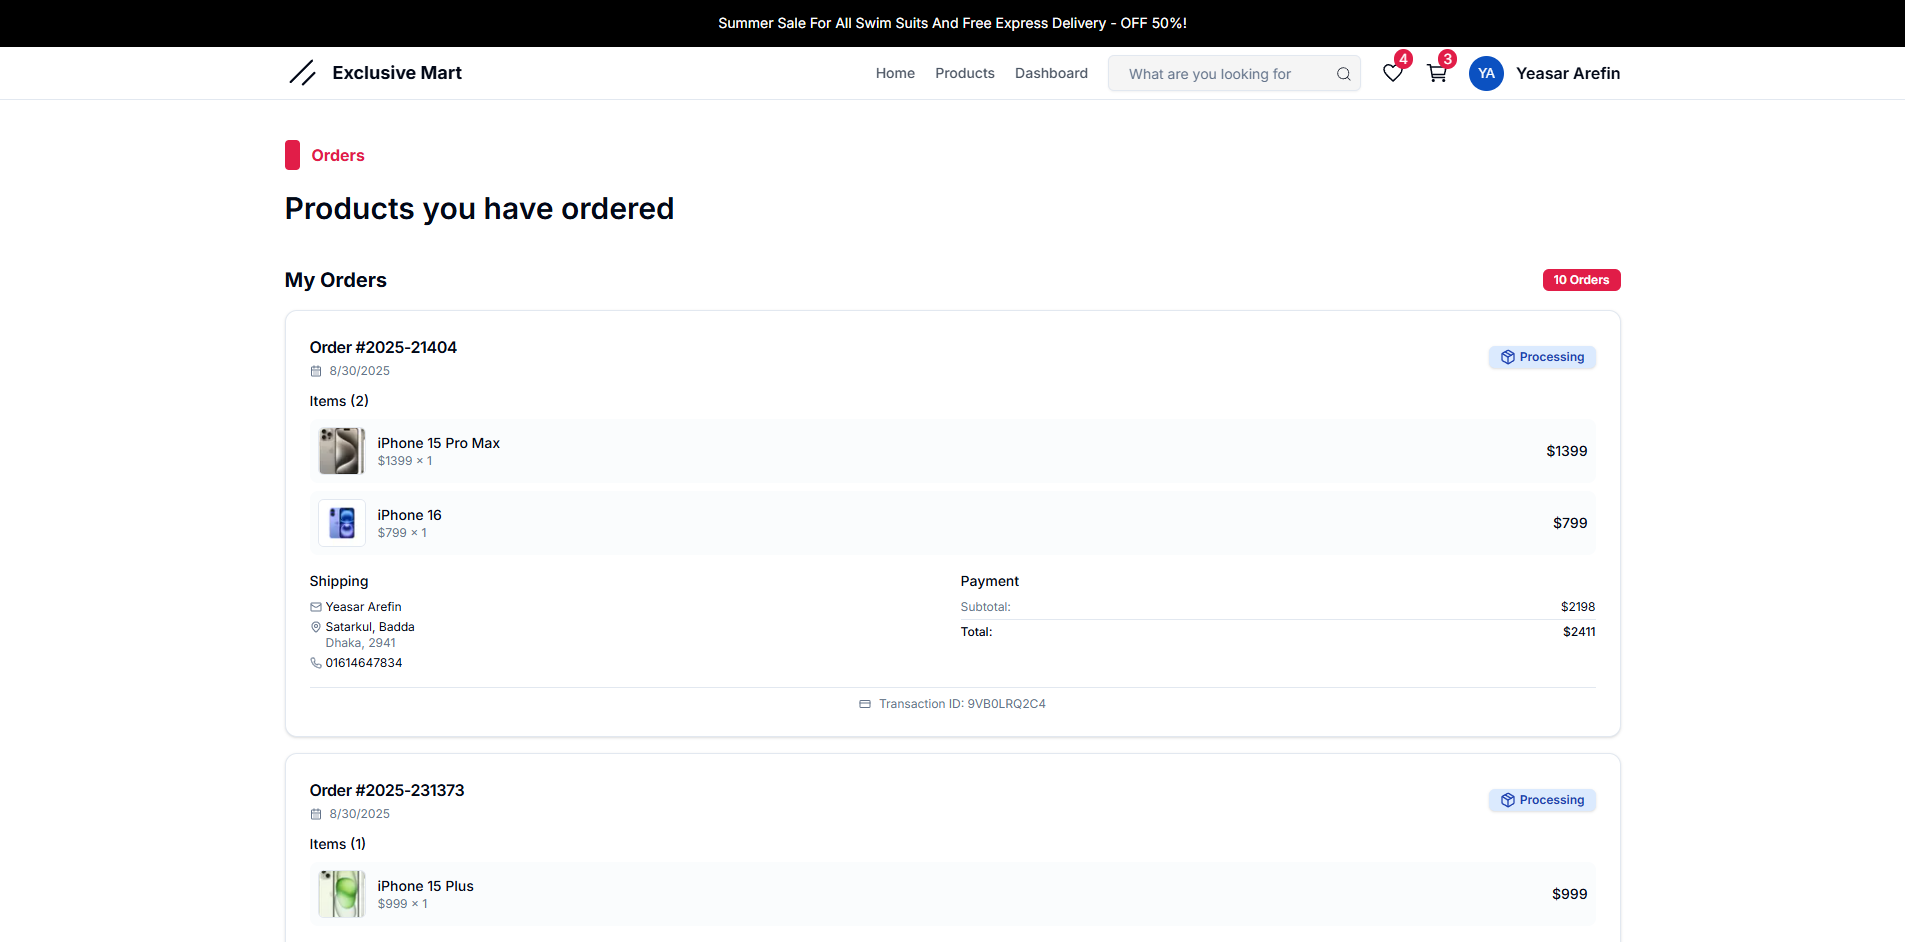 Summer Sale For All Swim Suits And Free Express Delivery - OFF 50%!
Exclusive Mart
Home
Products
Dashboard
What are you looking for
4
3
YA
Yeasar Arefin
Orders
Products you have ordered
My Orders
10 Orders
Order #2025-21404
Processing
8/30/2025
Items (2)
iPhone 15 Pro Max
$1399 × 1
$1399
iPhone 16
$799 × 1
$799
Shipping
Yeasar Arefin
Satarkul, Badda
Dhaka, 2941
01614647834
Payment
Subtotal:
$2198
Total:
$2411
Transaction ID: 9VB0LRQ2C4
Order #2025-231373
Processing
8/30/2025
Items (1)
iPhone 15 Plus
$999 × 1
$999